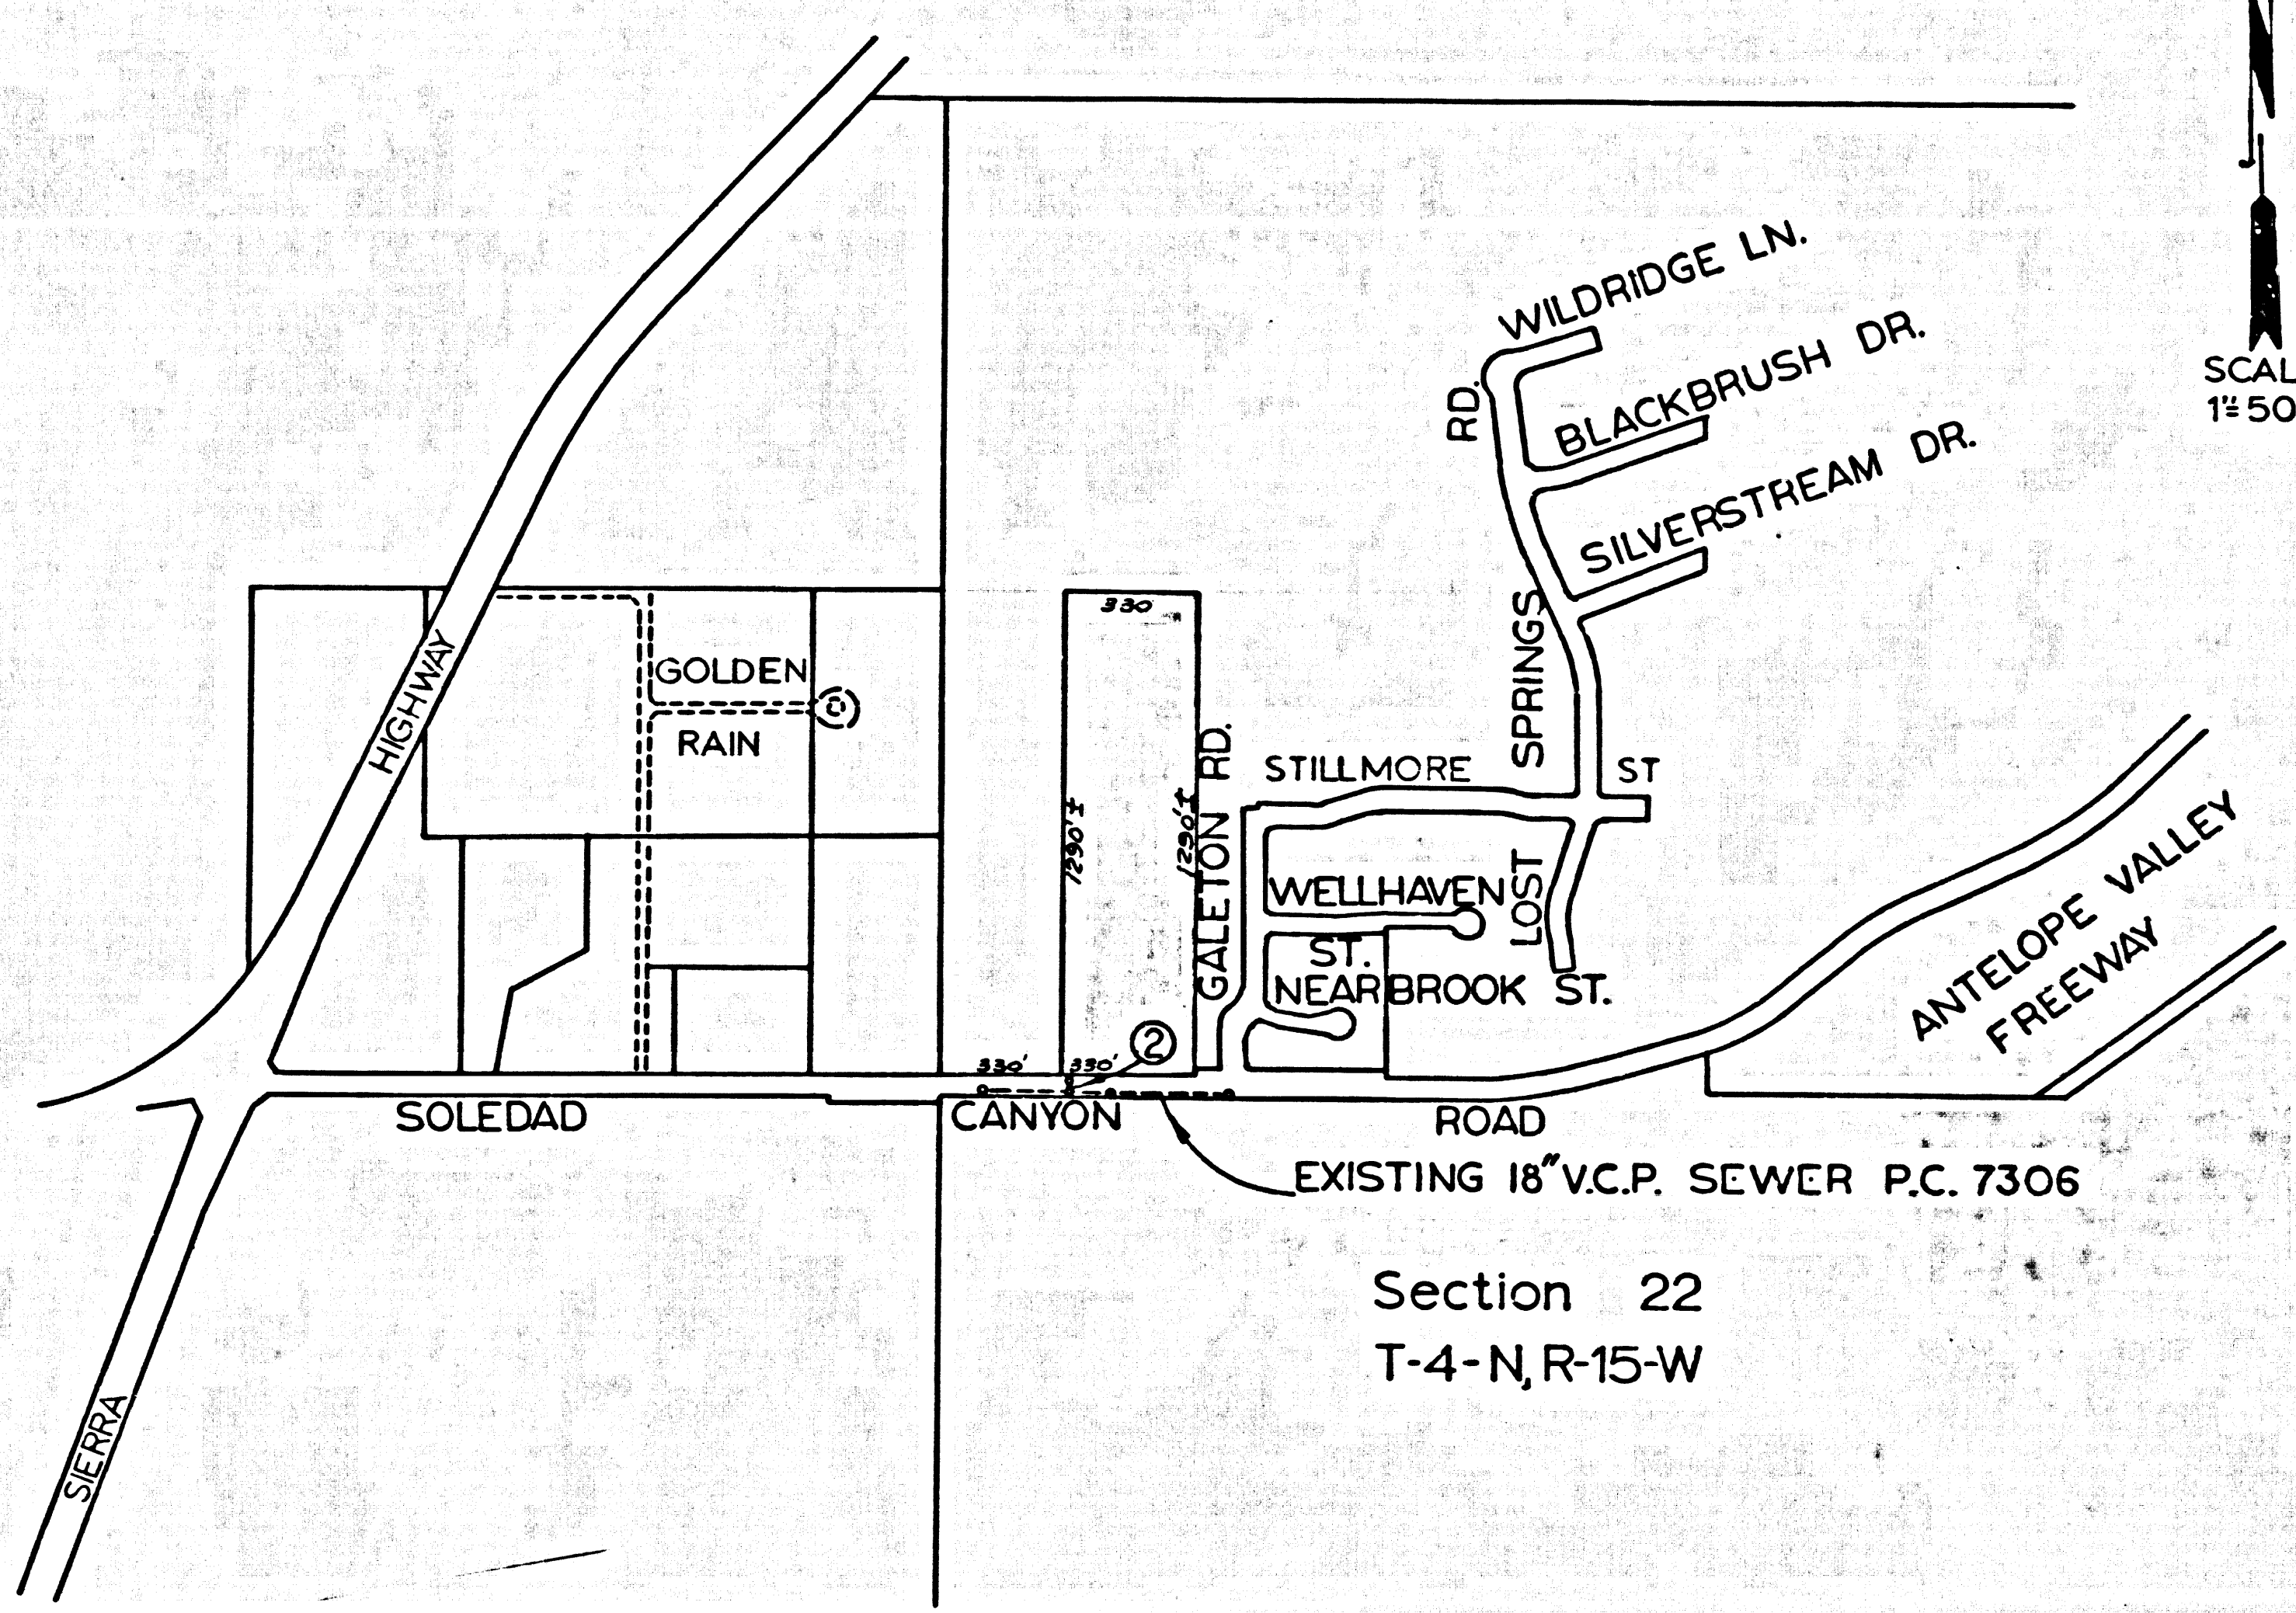 WILDRIDGE LN.
BLACKBRUSH DR.
SILVERSTREAM DR.
SCAL
1"=50
LOST SPRINGS RD.
330
GOLDEN
RAIN
HIGHWAY
SIERRA
GALETON RD.
STILLMORE ST
1290'±
1290'±
WELLHAVEN
ST.
NEARBROOK ST.
ANTELOPE VALLEY
FREEWAY
2
330' 330'
SOLEDAD CANYON ROAD
EXISTING 18" V.C.P. SEWER P.C. 7306
Section 22
T-4-N, R-15-W